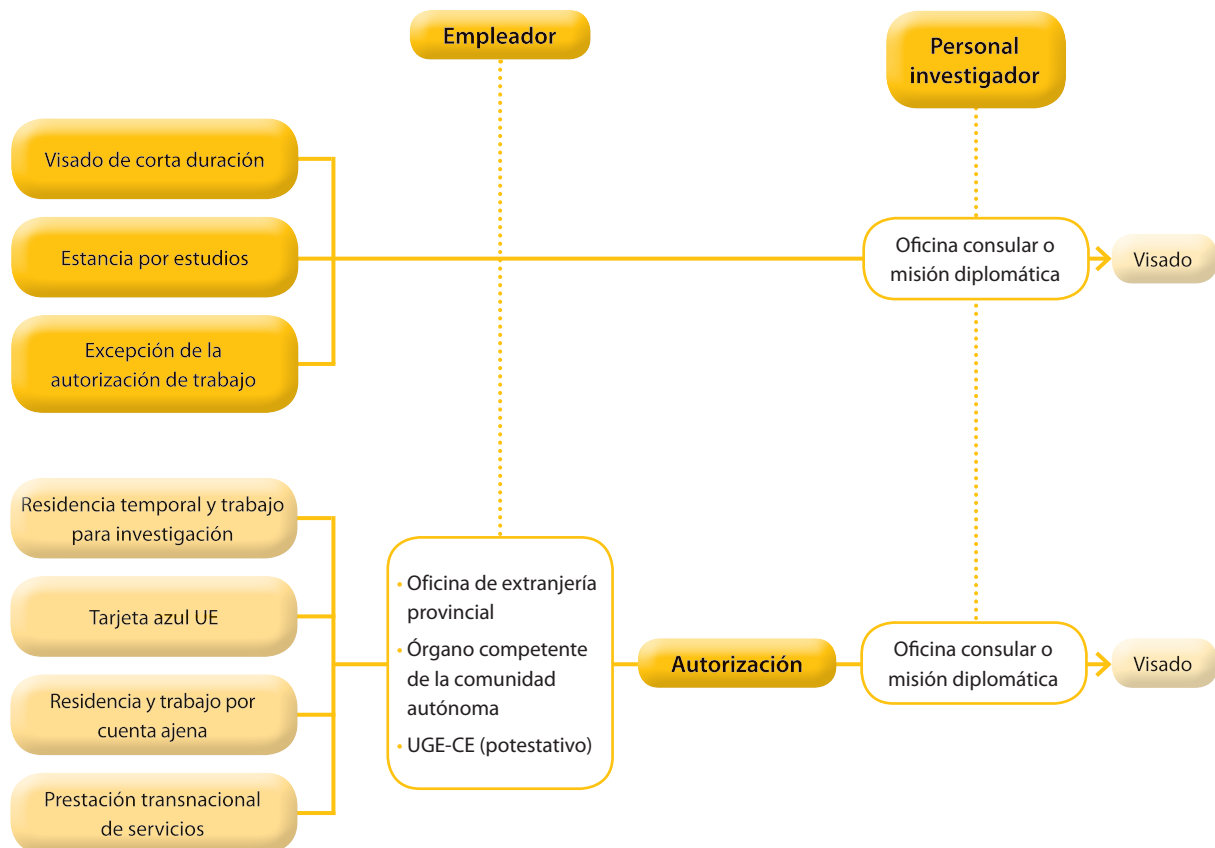 Empleador
Personal
investigador
Visado de corta duración
Estancia por estudios
Excepción de la
autorización de trabajo
Oficina consular o
misión diplomática
Visado
Residencia temporal y trabajo
para investigación
Tarjeta azul UE
Residencia y trabajo por
cuenta ajena
Prestación transnacional
de servicios
• Oficina de extranjería
provincial
• Órgano competente
de la comunidad
autónoma
• UGE-CE (potestativo)
Autorización
Oficina consular o
misión diplomática
Visado